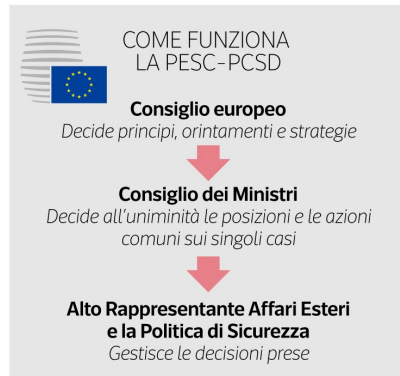 COME FUNZIONA
LA PESC-PCSD
Consiglio europeo
Decide principi, orintamenti e strategie
Consiglio dei Ministri
Decide all'uniminità le posizioni e le azioni
comuni sui singoli casi
Alto Rappresentante Affari Esteri
e la Politica di Sicurezza
Gestisce le decisioni prese